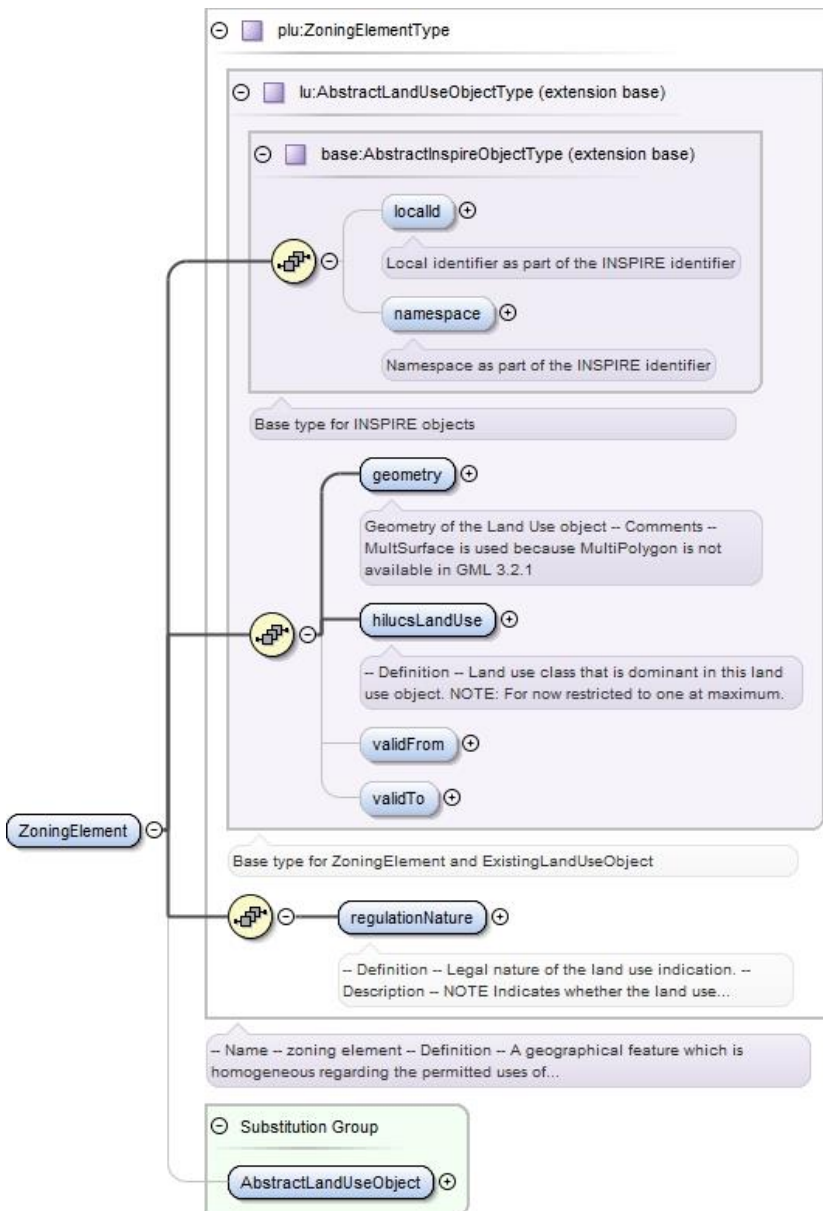 plu:ZoningElementType
lu:AbstractLandUseObjectType (extension base)
base:AbstractInspireObjectType (extension base)
localId
Local identifier as part of the INSPIRE identifier
namespace
Namespace as part of the INSPIRE identifier
Base type for INSPIRE objects
geometry
Geometry of the Land Use object -- Comments --
MultSurface is used because MultiPolygon is not
available in GML 3.2.1
hilucsLandUse
-- Definition -- Land use class that is dominant in this land
use object. NOTE: For now restricted to one at maximum.
validFrom
validTo
ZoningElement
Base type for ZoningElement and ExistingLandUseObject
regulationNature
-- Definition -- Legal nature of the land use indication. --
Description -- NOTE Indicates whether the land use...
-- Name -- zoning element -- Definition -- A geographical feature which is
homogeneous regarding the permitted uses of...
Substitution Group
AbstractLandUseObject